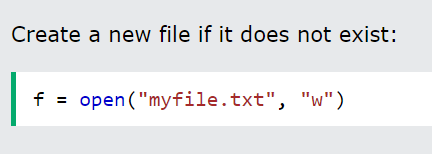 Create a new file if it does not exist:
f = open("myfile.txt", "w")